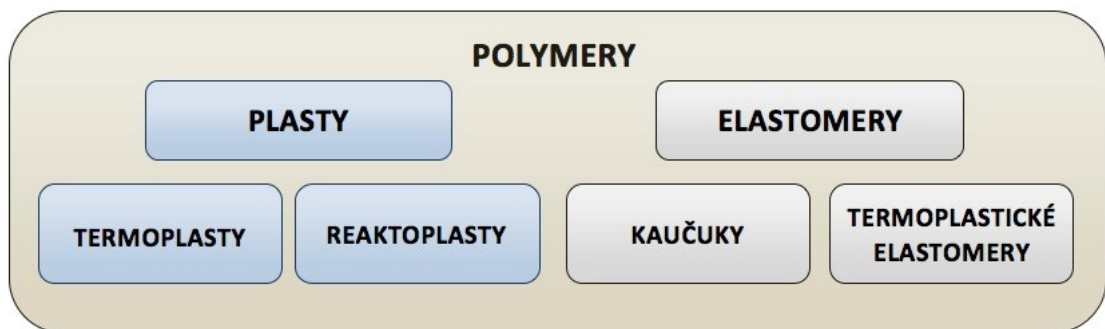 POLYMERY
PLASTY
ELASTOMERY
TERMOPLASTY
REAKTOPLASTY
KAUČUKY
TERMOPLASTICKÉ
ELASTOMERY